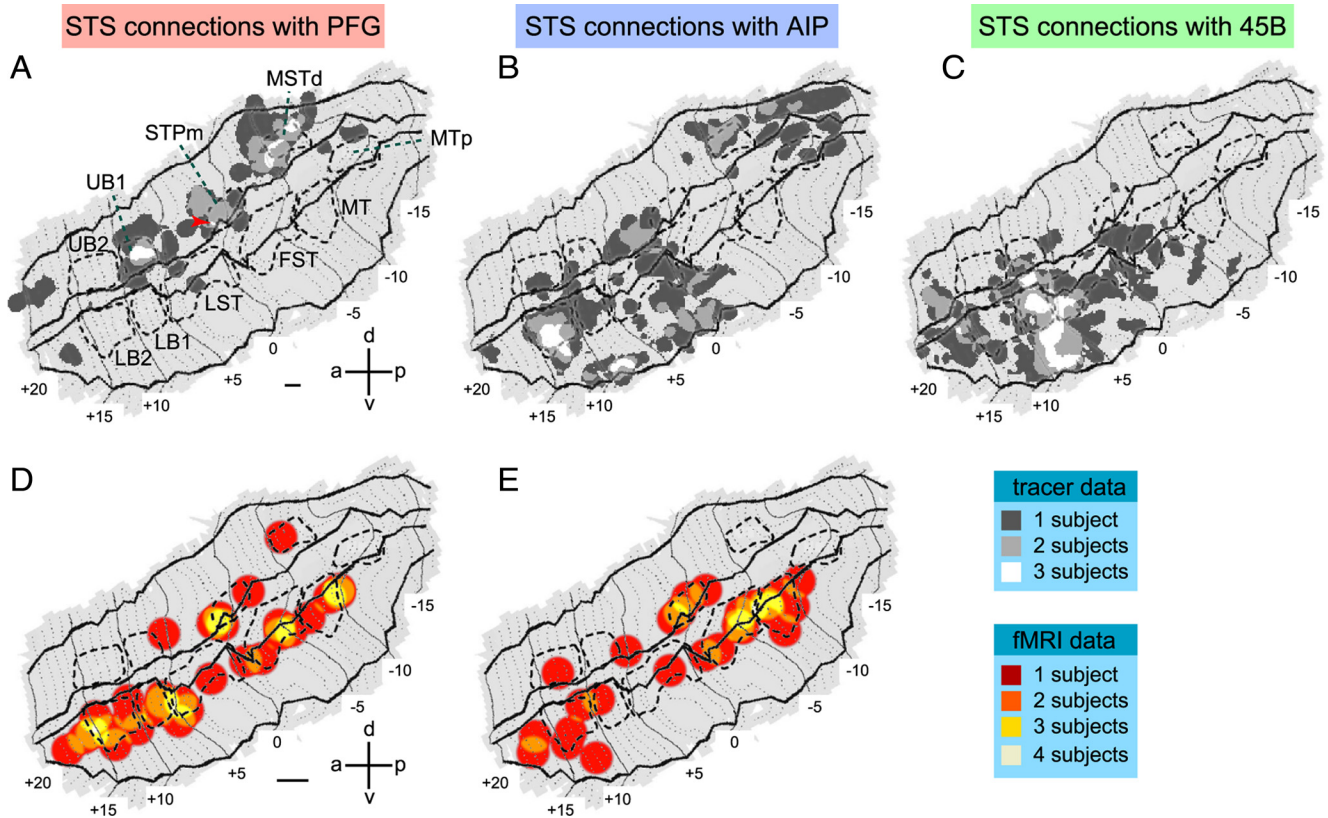 STS connections with PFG
STS connections with AIP
STS connections with 45B
A
B
C
MSTd
STPm
MTp
UB1
MT
UB2
FST
LST
LB1
LB2
-15
-10
-5
0
+5
+10
+15
+20
d
a
p
v
-15
-10
-5
0
+5
+10
+15
+20
-15
-10
-5
0
+5
+10
+15
+20
D
E
-15
-10
-5
0
+5
+10
+15
+20
d
a
p
v
-15
-10
-5
0
+5
+10
+15
+20
tracer data
1 subject
2 subjects
3 subjects
fMRI data
1 subject
2 subjects
3 subjects
4 subjects